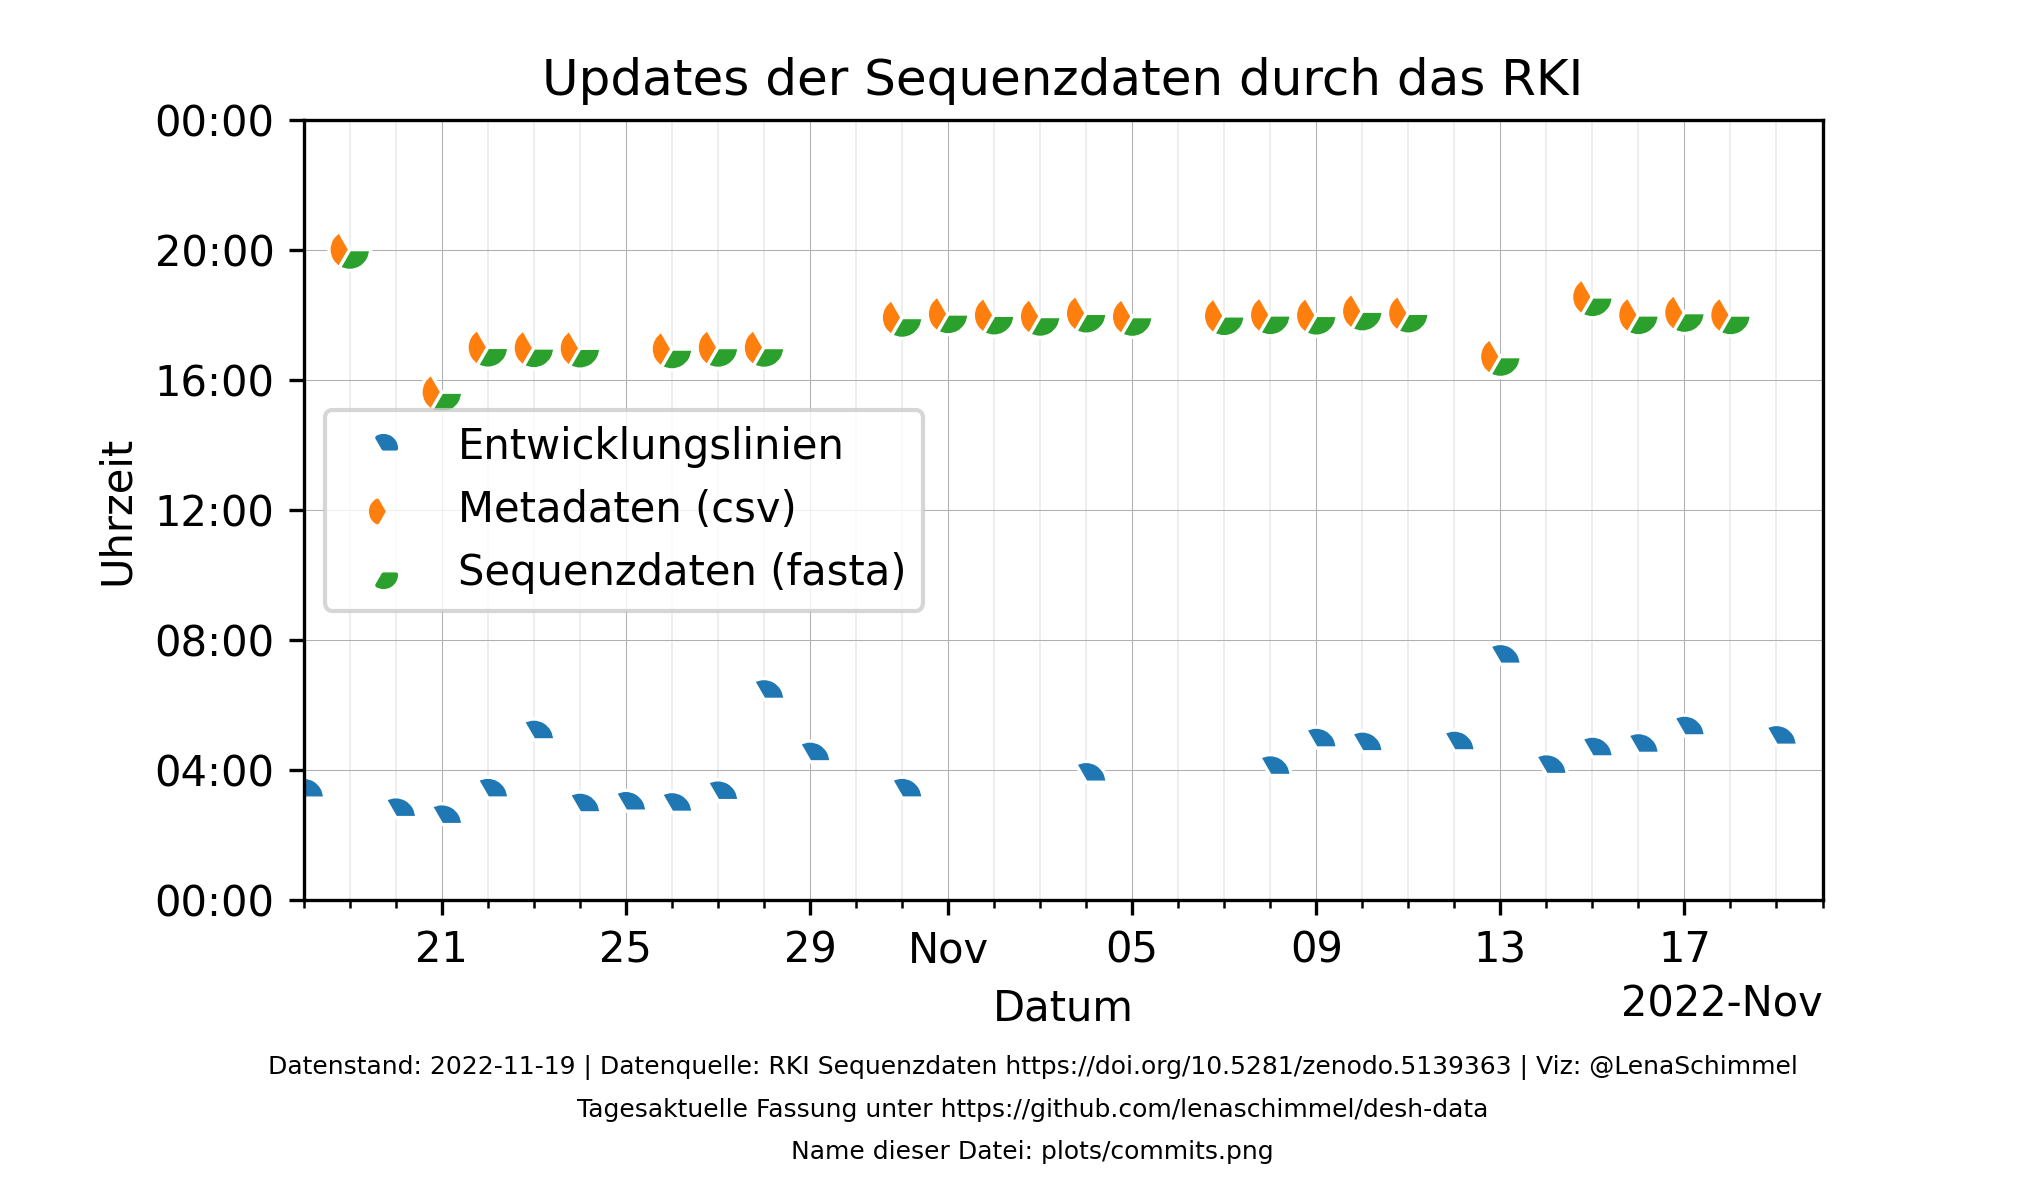 Updates der Sequenzdaten durch das RKI
00:00
20:00
16:00
12:00
08:00
04:00
00:00
Uhrzeit
Entwicklungslinien
Metadaten (csv)
Sequenzdaten (fasta)
21 25 29 Nov 05 09 13 17
2022-Nov
Datum
Datenstand: 2022-11-19 | Datenquelle: RKI Sequenzdaten https://doi.org/10.5281/zenodo.5139363 | Viz: @LenaSchimmel
Tagesaktuelle Fassung unter https://github.com/lenaschimmel/desh-data
Name dieser Datei: plots/commits.png